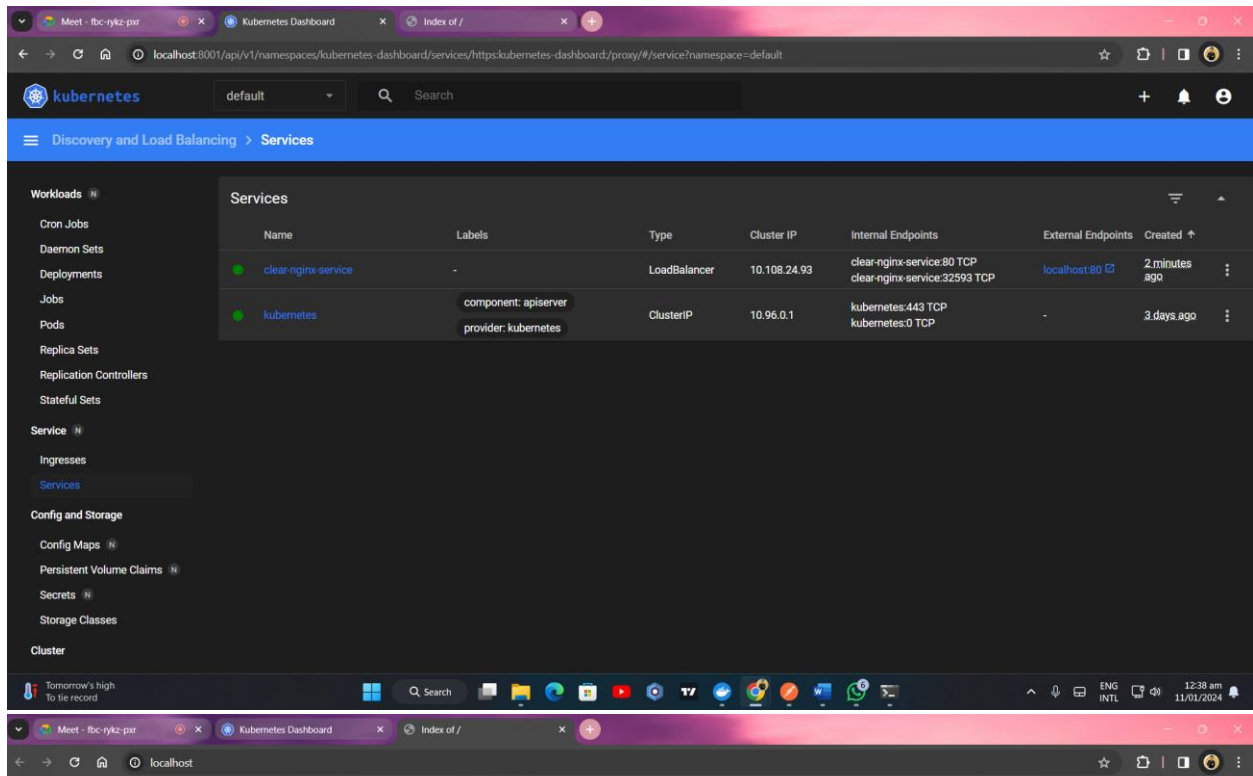 Meet - fbc-rykz-pxr
Kubernetes Dashboard
Index of /
localhost:8001/api/v1/namespaces/kubernetes-dashboard/services/https:kubernetes-dashboard:/proxy/#/service?namespace=default
kubernetes
default
Search
Discovery and Load Balancing > Services
Workloads N
Cron Jobs
Daemon Sets
Deployments
Jobs
Pods
Replica Sets
Replication Controllers
Stateful Sets
Service N
Ingresses
Services
Config and Storage
Config Maps N
Persistent Volume Claims N
Secrets N
Storage Classes
Cluster
Services
Name Labels Type Cluster IP Internal Endpoints External Endpoints Created
clear-nginx-service - LoadBalancer 10.108.24.93 clear-nginx-service:80 TCP localhost:80 2 minutes
clear-nginx-service:32593 TCP ago
kubernetes component: apiserver ClusterIP 10.96.0.1 kubernetes:443 TCP - 3 days ago
provider: kubernetes kubernetes:0 TCP
Tomorrow's high
To tie record
Search
6
ENG
INTL
12:38 am
11/01/2024
Meet - fbc-rykz-pxr
Kubernetes Dashboard
Index of /
localhost